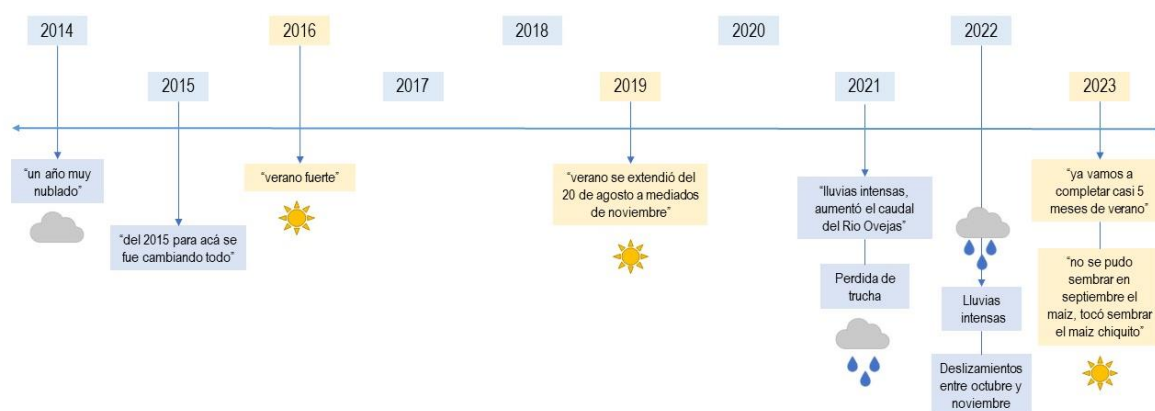 2014
2016
2018
2020
2022
2015
2017
2019
2021
2023
“un año muy
nublado”
“del 2015 para acá se
fue cambiando todo”
“verano fuerte”
“verano se extendió del
20 de agosto a mediados
de noviembre”
“lluvias intensas,
aumentó el caudal
del Rio Ovejas”
Perdida de
trucha
Lluvias
intensas
Deslizamientos
entre octubre y
noviembre
“ya vamos a
completar casi 5
meses de verano”
“no se pudo
sembrar en
septiembre el
maíz, tocó sembrar
el maíz chiquito”